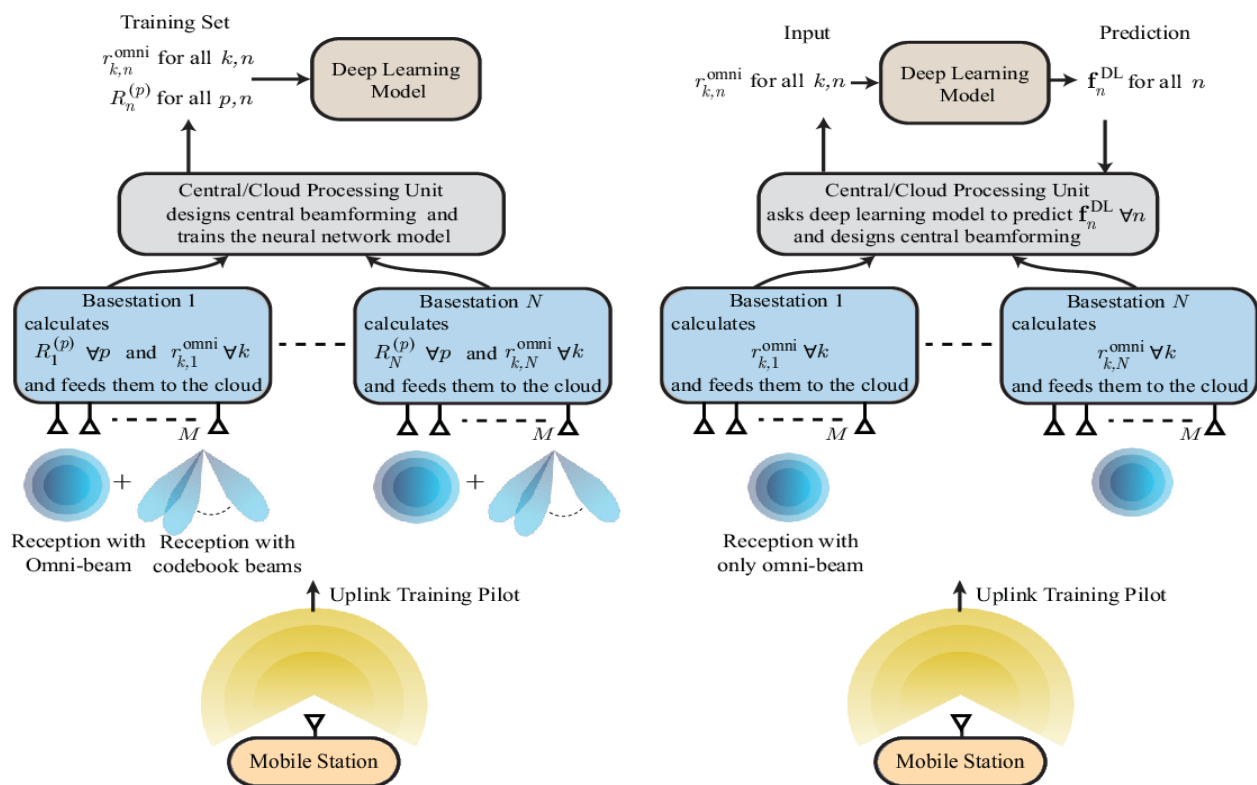 Training Set
r_{k,n}^{omni} for all k,n
R_n^{(p)} for all p,n
Deep Learning
Model
Central/Cloud Processing Unit
designs central beamforming and
trains the neural network model
Basestation 1
calculates
R_1^{(p)} ∀p and r_{k,1}^{omni} ∀k
and feeds them to the cloud
Basestation N
calculates
R_N^{(p)} ∀p and r_{k,N}^{omni} ∀k
and feeds them to the cloud
M
M
+
+
Reception with
Omni-beam
Reception with
codebook beams
Uplink Training Pilot
Mobile Station
Input
r_{k,n}^{omni} for all k,n
Deep Learning
Model
Prediction
f_n^{DL} for all n
Central/Cloud Processing Unit
asks deep learning model to predict f_n^{DL} ∀n
and designs central beamforming
Basestation 1
calculates
r_{k,1}^{omni} ∀k
and feeds them to the cloud
Basestation N
calculates
r_{k,N}^{omni} ∀k
and feeds them to the cloud
M
M
Reception with
only omni-beam
Uplink Training Pilot
Mobile Station